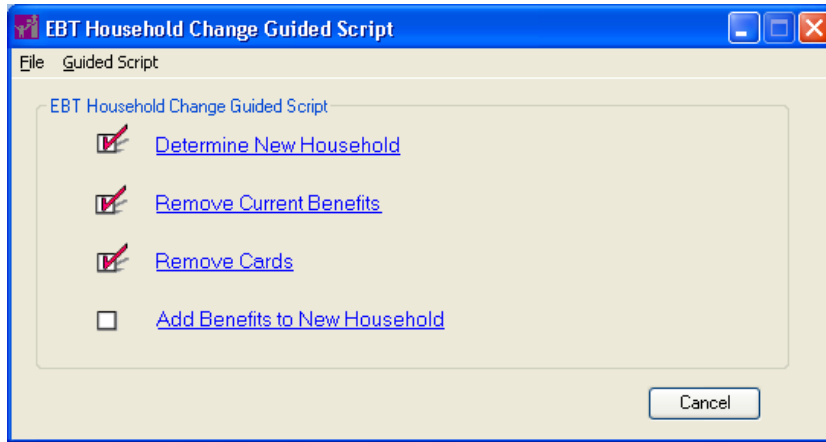 EBT Household Change Guided Script
File Guided Script
EBT Household Change Guided Script
Determine New Household
Remove Current Benefits
Remove Cards
Add Benefits to New Household
Cancel